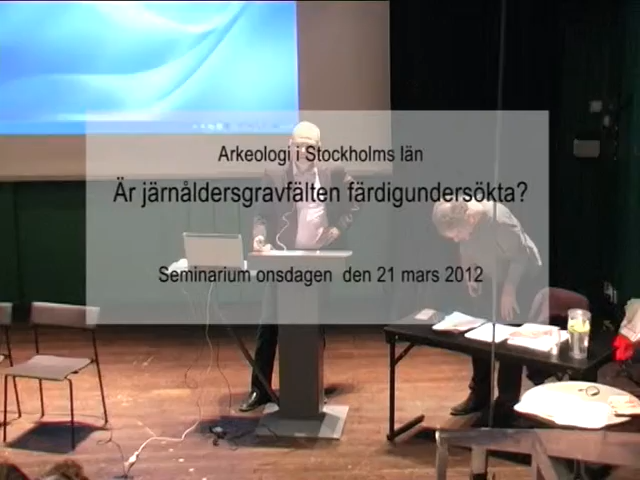 Arkeologi i Stockholms län
Är järnåldersgravfälten färdigundersökta?
Seminarium onsdagen den 21 mars 2012